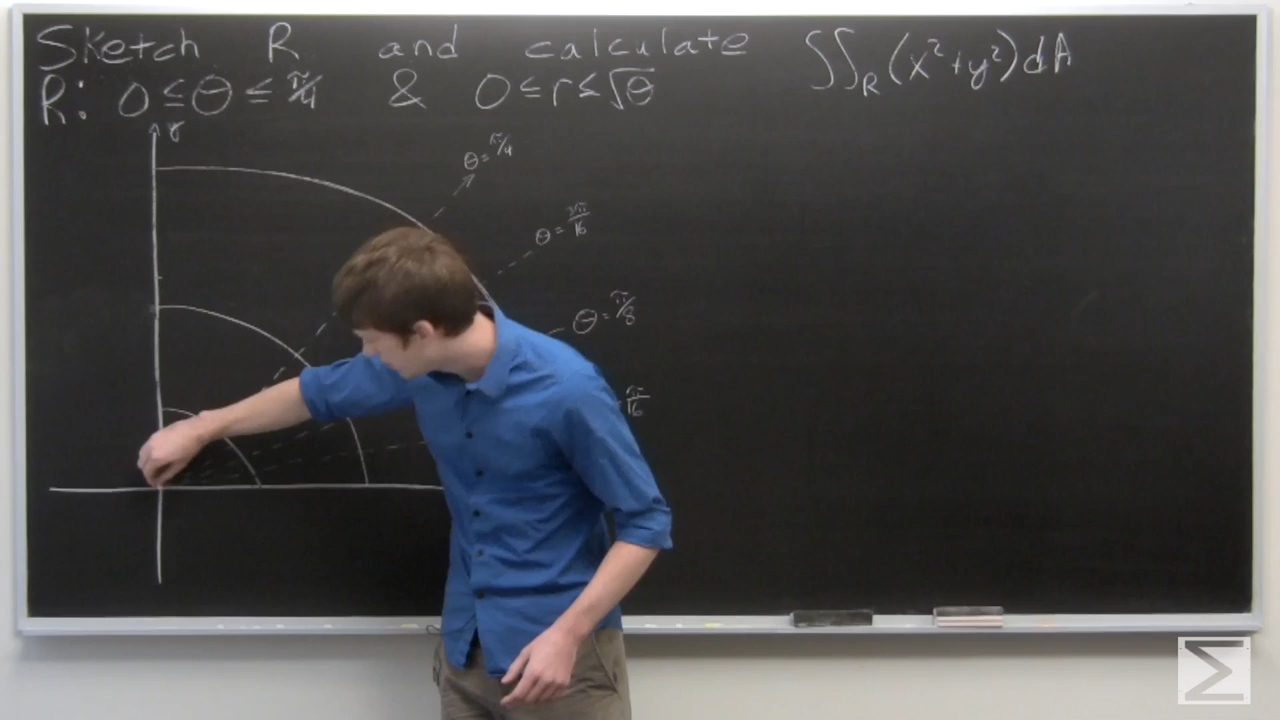 Sketch R and calculate ∫∫_R (x²+y²)dA
R: 0≤θ≤π/4 & 0≤r≤√θ
y
θ=π/4
θ=3π/16
θ=π/8
π/16
Σ